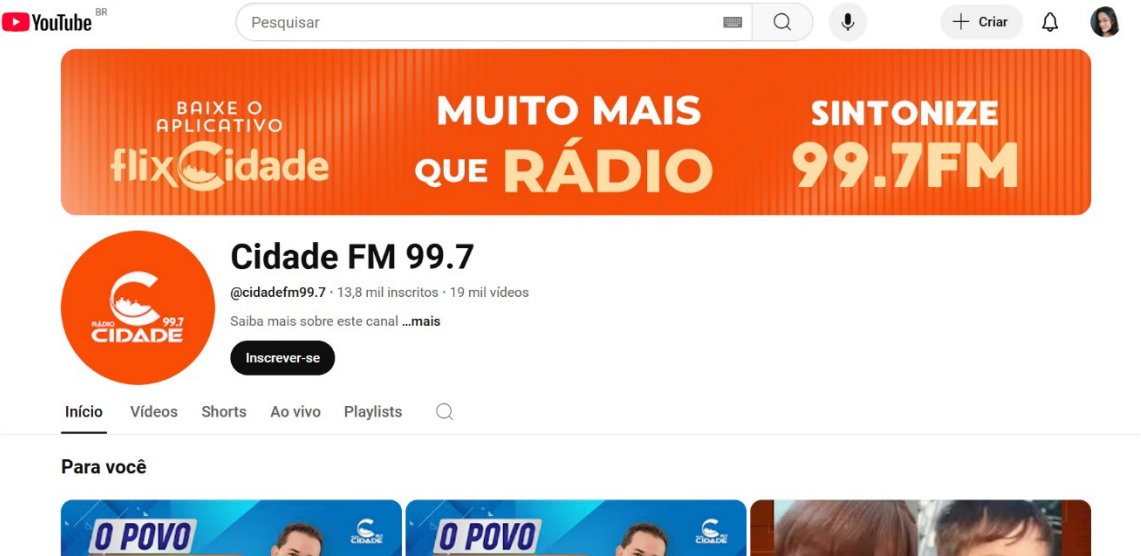 YouTube BR
Pesquisar
Criar
BAIXE O
APLICATIVO
flixCidade
MUITO MAIS
QUE RÁDIO
SINTONIZE
99.7FM
RÁDIO 99.7
CIDADE
Cidade FM 99.7
@cidadefm99.7 · 13,8 mil inscritos · 19 mil vídeos
Saiba mais sobre este canal ...mais
Inscrever-se
Início Vídeos Shorts Ao vivo Playlists
Para você
O POVO
CIDADE
O POVO
CIDADE